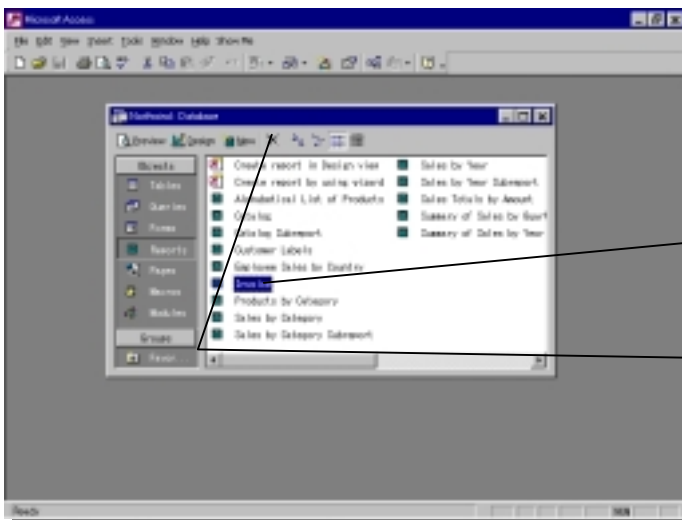 Microsoft Access
File Edit View Insert Tools Window Help Show Me
Northwind : Database
Preview Design New
Objects
Tables
Queries
Forms
Reports
Pages
Macros
Modules
Groups
Favor...
Create report in Design view
Create report by using wizard
Alphabetical List of Products
Catalog
Catalog Subreport
Customer Labels
Employee Sales by Country
Invoice
Products by Category
Sales by Category
Sales by Category Subreport
Sales by Year
Sales by Year Subreport
Sales Totals by Amount
Summary of Sales by Quart
Summary of Sales by Year
Ready
NUM